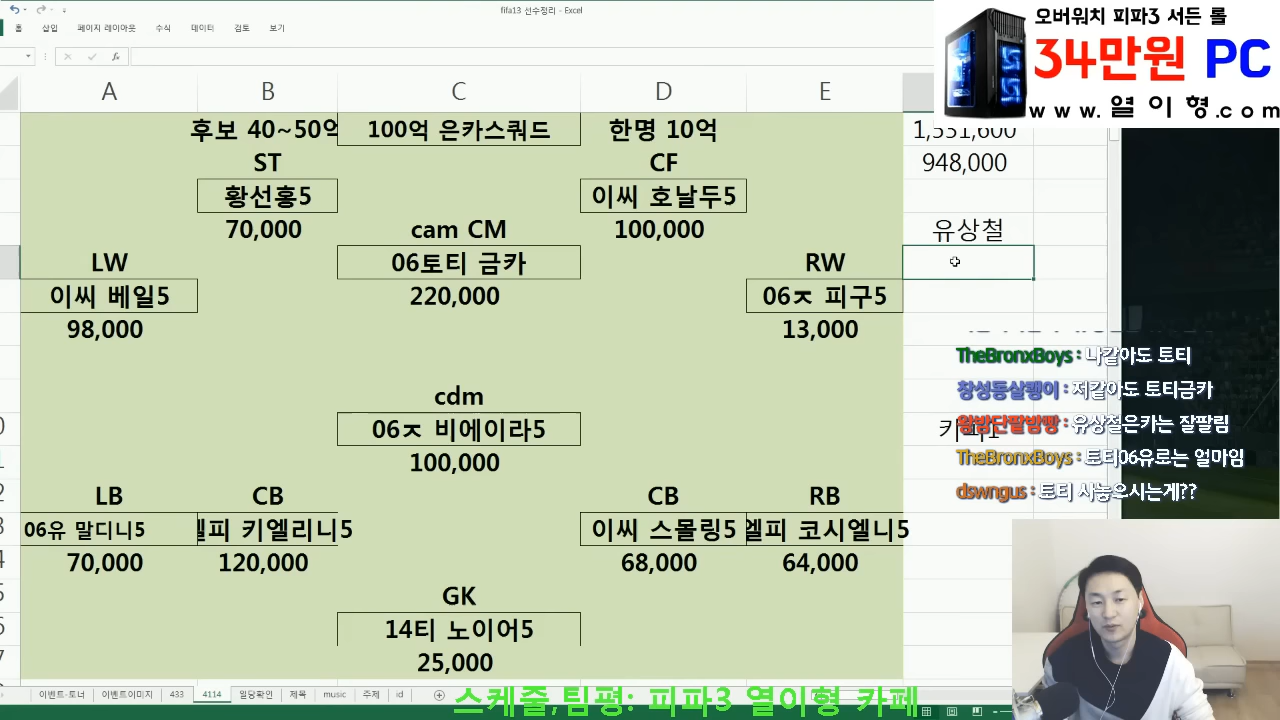 fifa13 선수정리 - Excel
홈 삽입 페이지 레이아웃 수식 데이터 검토 보기
오버워치 피파3 서든 롤
34만원 PC
www.열이형.com
A B C D E
후보 40~50억 100억 은카스쿼드 한명 10억
1,531,600
ST CF 948,000
황선홍5 이씨 호날두5
70,000 cam CM 100,000 유상철
LW 06토티 금카 RW
이씨 베일5 220,000 06ㅈ 피구5
98,000 13,000
TheBronxBoys : 나같아도 토티
cdm 창성동살쾡이 : 저같아도 토티금카
06ㅈ 비에이라5 왕밤단팥밤빵 : 유상철은카는 잘팔림
100,000 TheBronxBoys : 토티06유로는 얼마임
LB CB CB RB dswngus : 토티 사놓으시는게??
06유 말디니5 엘피 키엘리니5 이씨 스몰링5 엘피 코시엘니5
70,000 120,000 68,000 64,000
GK
14티 노이어5
25,000
이벤트-토너 이벤트이미지 433 4114 일당확인 제목 music 주제 id
스케줄,팀평: 피파3 열이형 카페